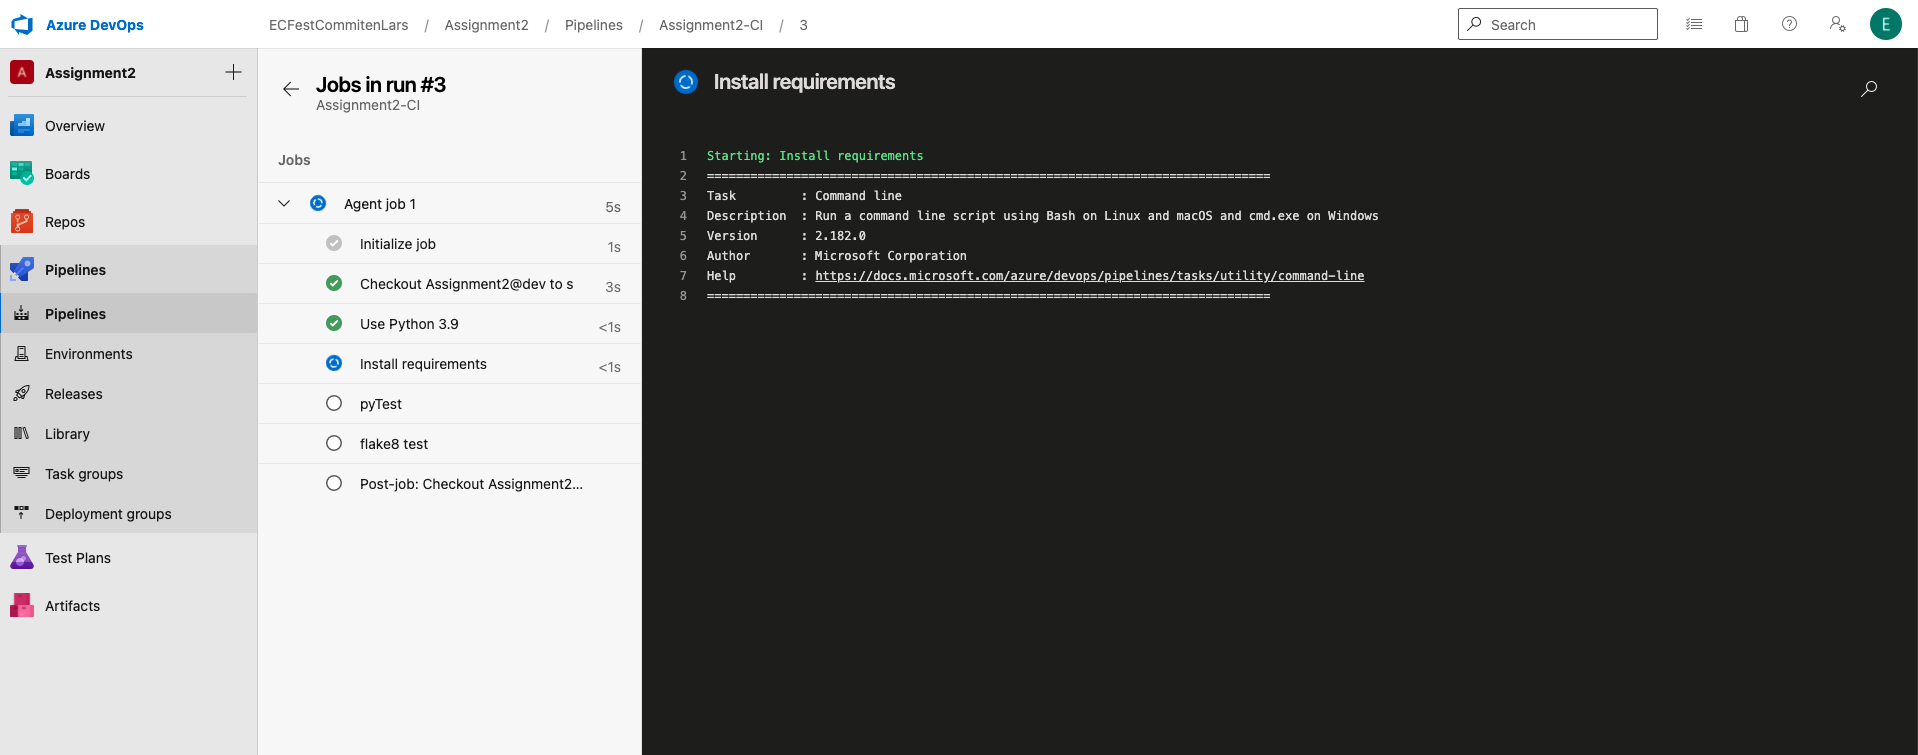 Azure DevOps
ECFestCommitenLars / Assignment2 / Pipelines / Assignment2-CI / 3
Search
E
A Assignment2
Overview
Boards
Repos
Pipelines
Pipelines
Environments
Releases
Library
Task groups
Deployment groups
Test Plans
Artifacts
Jobs in run #3
Assignment2-CI
Jobs
Agent job 1 5s
Initialize job 1s
Checkout Assignment2@dev to s 3s
Use Python 3.9 <1s
Install requirements <1s
pyTest
flake8 test
Post-job: Checkout Assignment2...
Install requirements
1 Starting: Install requirements
2 ==============================================================================
3 Task : Command line
4 Description : Run a command line script using Bash on Linux and macOS and cmd.exe on Windows
5 Version : 2.182.0
6 Author : Microsoft Corporation
7 Help : https://docs.microsoft.com/azure/devops/pipelines/tasks/utility/command-line
8 ==============================================================================